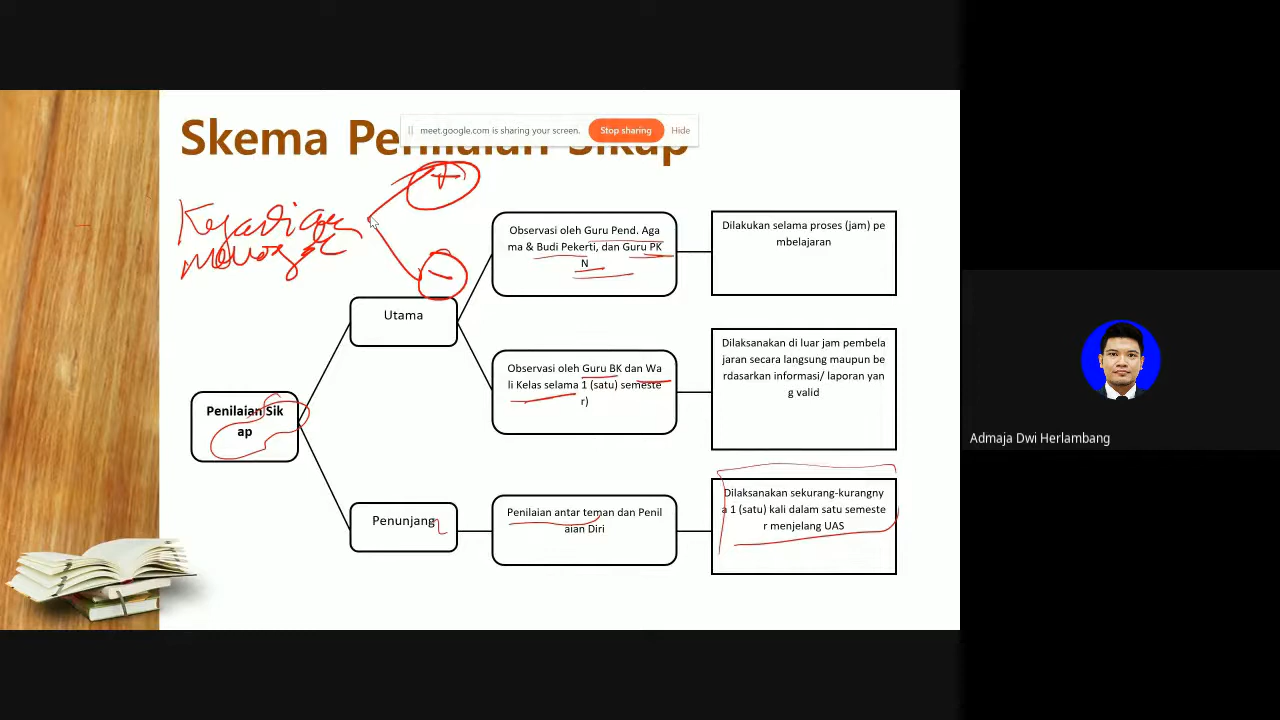 Skema Penilaian Sikap
meet.google.com is sharing your screen.
Stop sharing
Hide
Kejadian
+
-
Observasi oleh Guru Pend. Aga
ma & Budi Pekerti, dan Guru PK
N
Dilakukan selama proses (jam) pe
mbelajaran
Utama
Observasi oleh Guru BK dan Wa
li Kelas selama 1 (satu) semeste
r)
Dilaksanakan di luar jam pembela
jaran secara langsung maupun be
rdasarkan informasi/ laporan yan
g valid
Penilaian Sik
ap
Penunjang
Penilaian antar teman dan Penil
aian Diri
Dilaksanakan sekurang-kurangny
a 1 (satu) kali dalam satu semeste
r menjelang UAS
Admaja Dwi Herlambang